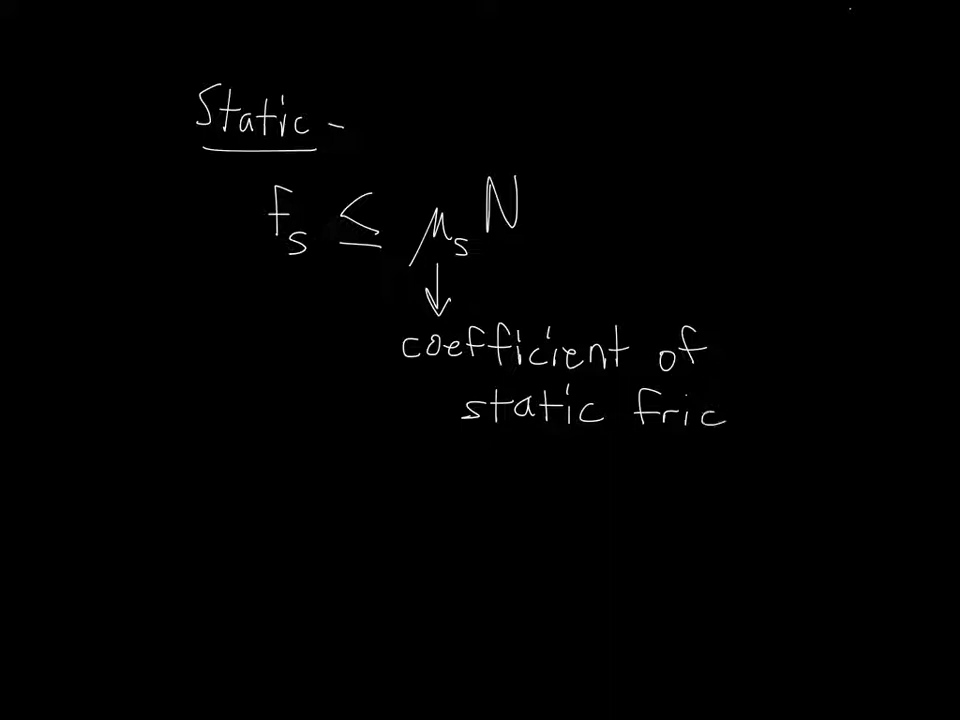 Static -
fs ≤ μs N
↓
coefficient of
static fric